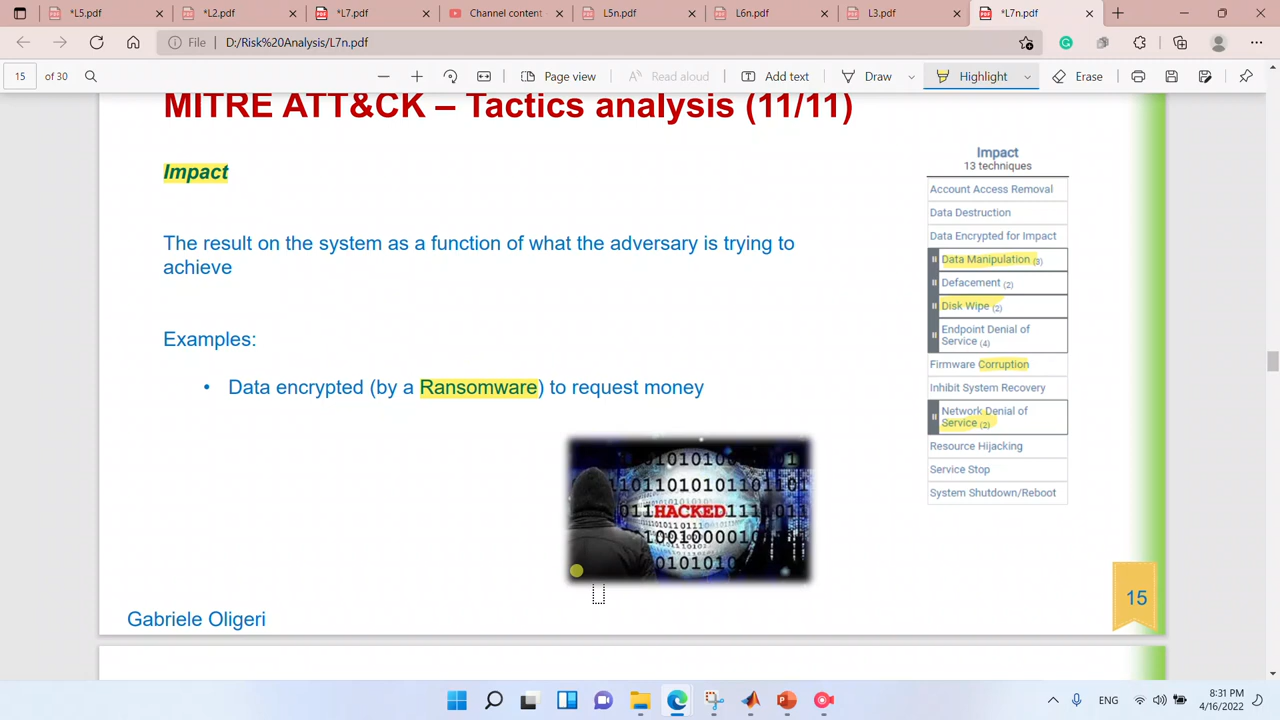 *L5.pdf
*L2.pdf
*L7.pdf
Channel content
L5n.pdf
L6n.pdf
L3.pdf
*L7n.pdf
File
D:/Risk%20Analysis/L7n.pdf
15 of 30
Page view
Read aloud
Add text
Draw
Highlight
Erase
MITRE ATT&CK – Tactics analysis (11/11)
Impact
The result on the system as a function of what the adversary is trying to
achieve
Examples:
• Data encrypted (by a Ransomware) to request money
HACKED
Impact
13 techniques
Account Access Removal
Data Destruction
Data Encrypted for Impact
Data Manipulation (3)
Defacement (2)
Disk Wipe (2)
Endpoint Denial of
Service (4)
Firmware Corruption
Inhibit System Recovery
Network Denial of
Service (2)
Resource Hijacking
Service Stop
System Shutdown/Reboot
15
Gabriele Oligeri
ENG
8:31 PM
4/16/2022